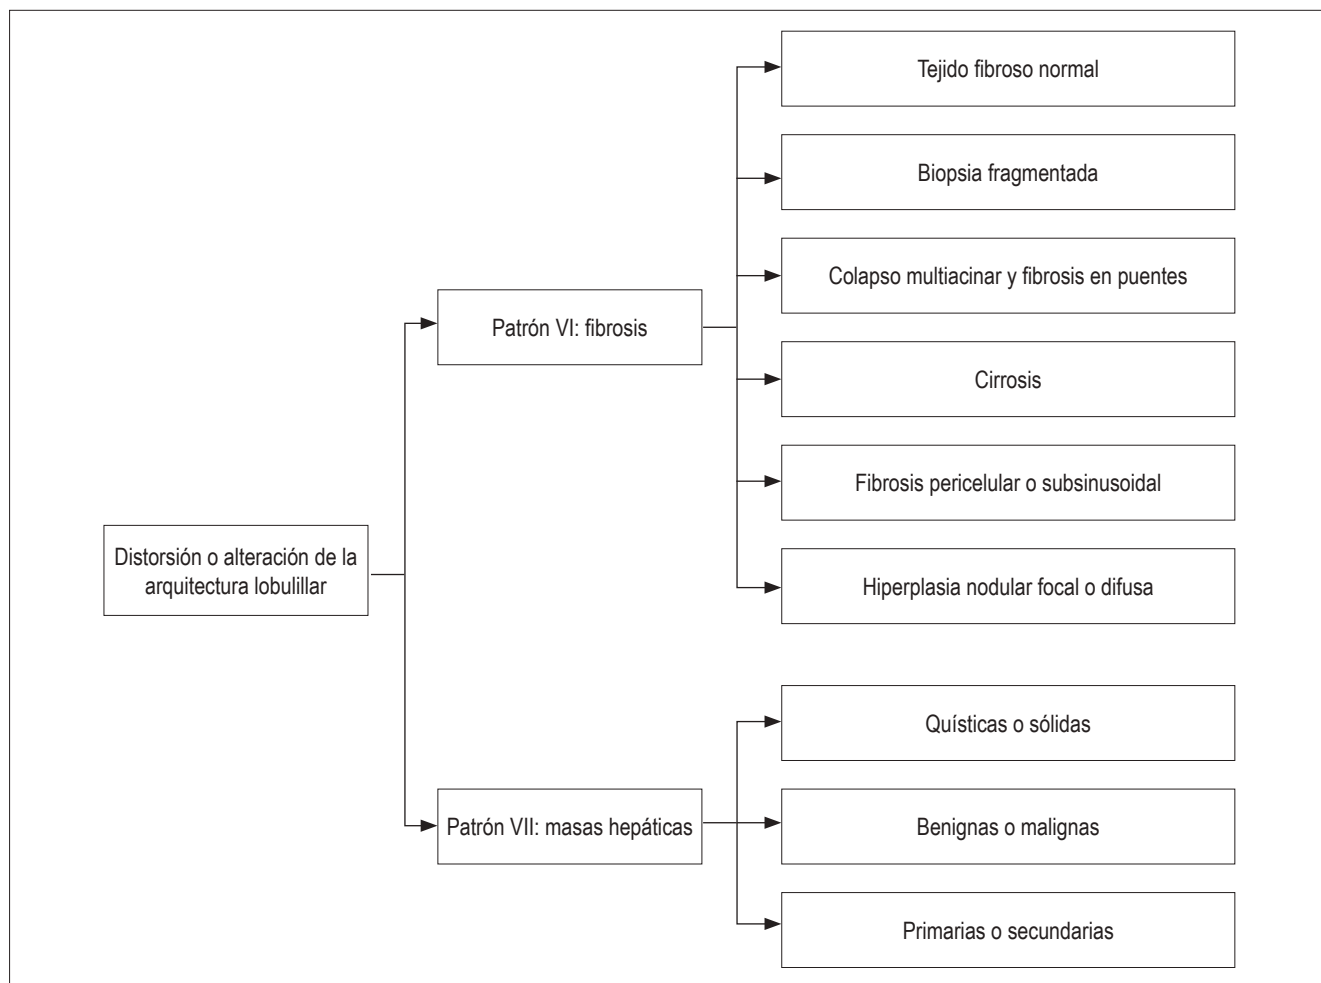 Tejido fibroso normal
Biopsia fragmentada
Colapso multiacinar y fibrosis en puentes
Patrón VI: fibrosis
Cirrosis
Fibrosis pericelular o subsinusoidal
Distorsión o alteración de la
arquitectura lobulillar
Hiperplasia nodular focal o difusa
Quísticas o sólidas
Patrón VII: masas hepáticas
Benignas o malignas
Primarias o secundarias